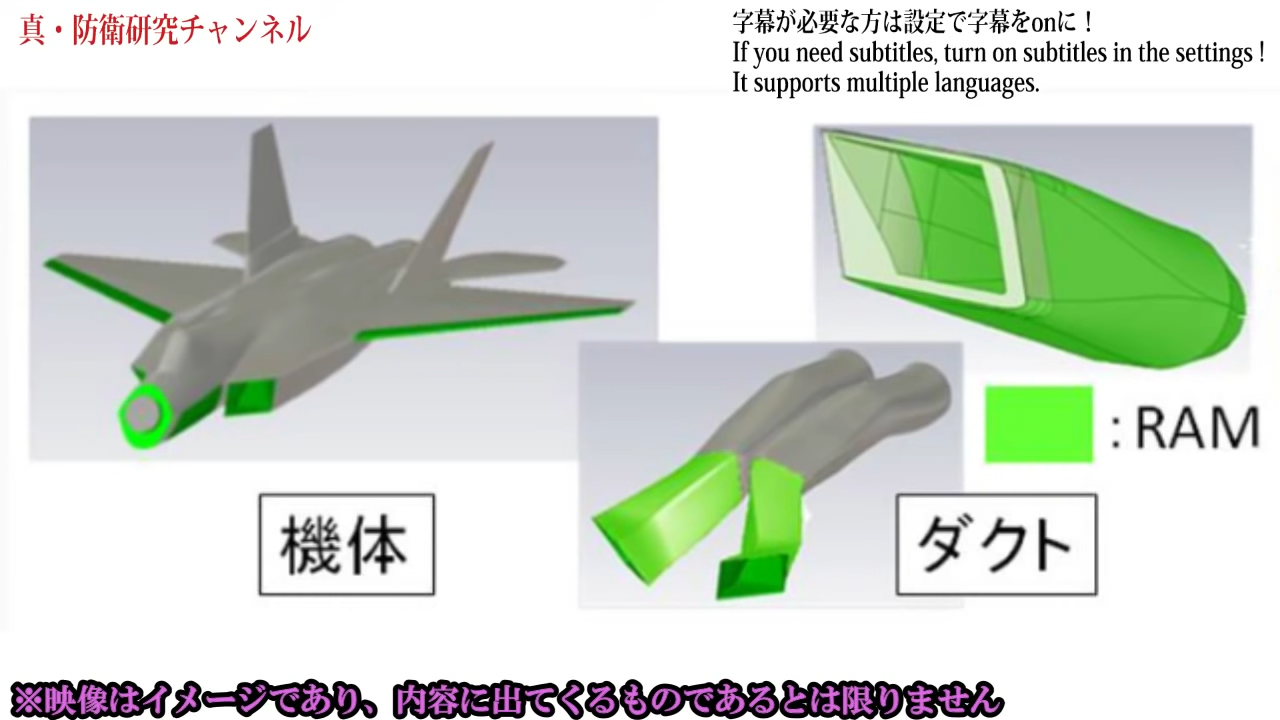 真・防衛研究チャンネル
字幕が必要な方は設定で字幕をonに！
If you need subtitles, turn on subtitles in the settings !
It supports multiple languages.
: RAM
機体
ダクト
※映像はイメージであり、内容に出てくるものであるとは限りません